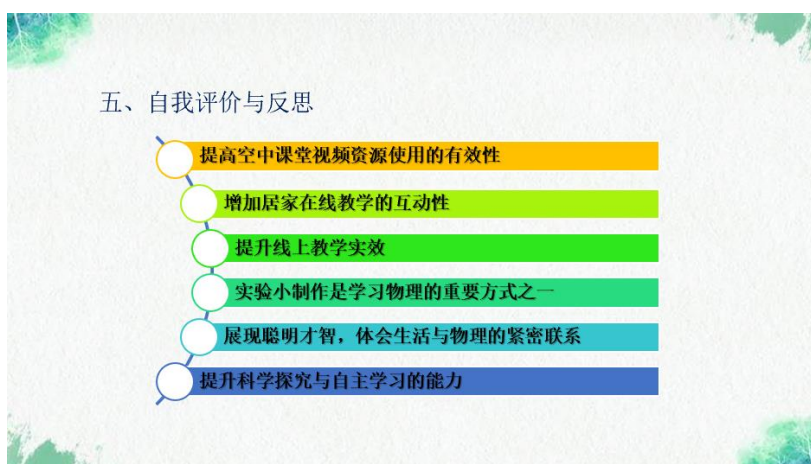 五、自我评价与反思
提高空中课堂视频资源使用的有效性
增加居家在线教学的互动性
提升线上教学实效
实验小制作是学习物理的重要方式之一
展现聪明才智，体会生活与物理的紧密联系
提升科学探究与自主学习的能力